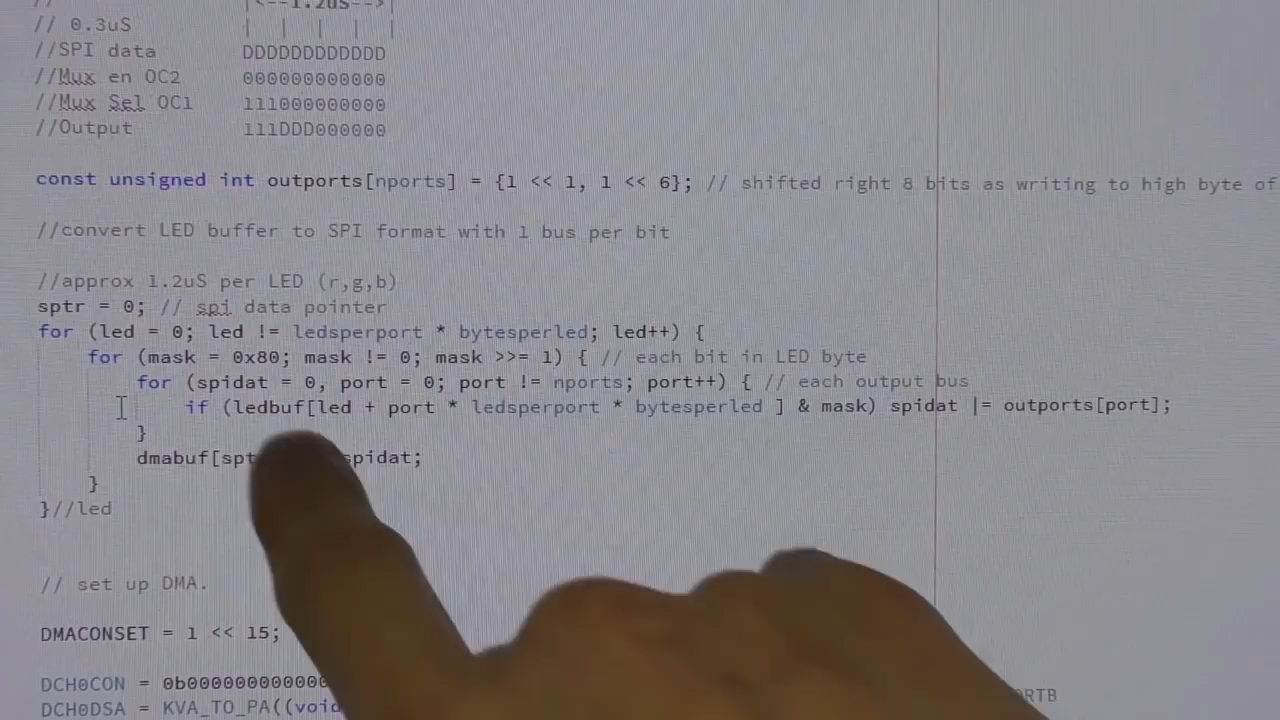 // |<--1.2uS-->|
// 0.3uS | | | | |
//SPI data DDDDDDDDDDDD
//Mux en OC2 000000000000
//Mux Sel OC1 111000000000
//Output 111DDD000000
const unsigned int outports[nports] = {1 << 1, 1 << 6}; // shifted right 8 bits as writing to high byte of
//convert LED buffer to SPI format with 1 bus per bit
//approx 1.2uS per LED (r,g,b)
sptr = 0; // spi data pointer
for (led = 0; led != ledsperport * bytesperled; led++) {
for (mask = 0x80; mask != 0; mask >>= 1) { // each bit in LED byte
for (spidat = 0, port = 0; port != nports; port++) { // each output bus
if (ledbuf[led + port * ledsperport * bytesperled ] & mask) spidat |= outports[port];
}
dmabuf[spt spidat;
}
}//led
// set up DMA.
DMACONSET = 1 << 15;
DCH0CON = 0b000000000000
DCH0DSA = KVA_TO_PA((void